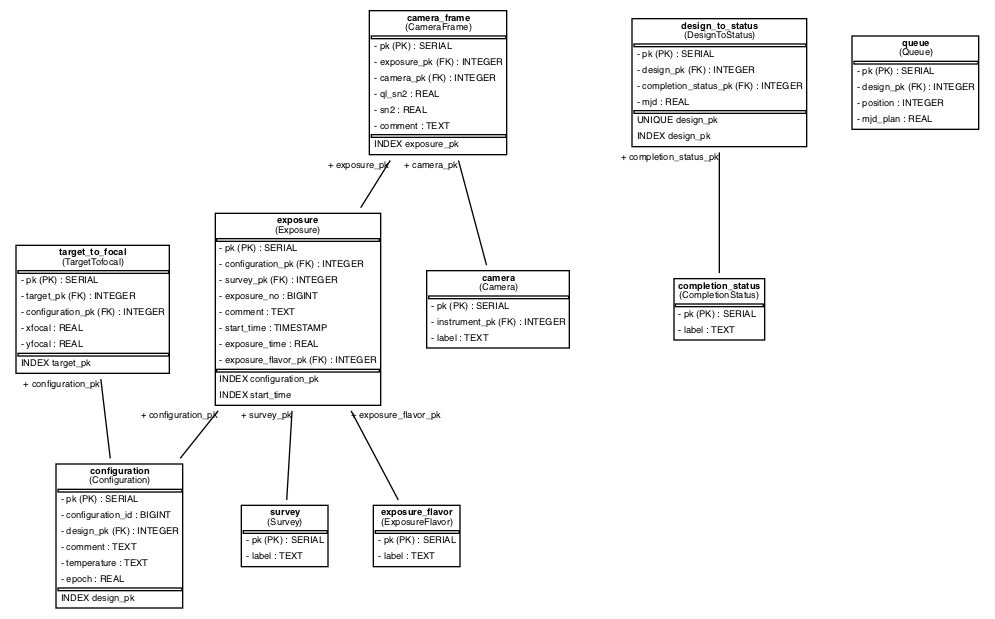 camera_frame
(CameraFrame)
- pk (PK) : SERIAL
- exposure_pk (FK) : INTEGER
- camera_pk (FK) : INTEGER
- ql_sn2 : REAL
- sn2 : REAL
- comment : TEXT
INDEX exposure_pk
+ exposure_pk
+ camera_pk
design_to_status
(DesignToStatus)
- pk (PK) : SERIAL
- design_pk (FK) : INTEGER
- completion_status_pk (FK) : INTEGER
- mjd : REAL
UNIQUE design_pk
INDEX design_pk
+ completion_status_pk
queue
(Queue)
- pk (PK) : SERIAL
- design_pk (FK) : INTEGER
- position : INTEGER
- mjd_plan : REAL
target_to_focal
(TargetTofocal)
- pk (PK) : SERIAL
- target_pk (FK) : INTEGER
- configuration_pk (FK) : INTEGER
- xfocal : REAL
- yfocal : REAL
INDEX target_pk
+ configuration_pk
exposure
(Exposure)
- pk (PK) : SERIAL
- configuration_pk (FK) : INTEGER
- survey_pk (FK) : INTEGER
- exposure_no : BIGINT
- comment : TEXT
- start_time : TIMESTAMP
- exposure_time : REAL
- exposure_flavor_pk (FK) : INTEGER
INDEX configuration_pk
INDEX start_time
+ configuration_pk
+ survey_pk
+ exposure_flavor_pk
camera
(Camera)
- pk (PK) : SERIAL
- instrument_pk (FK) : INTEGER
- label : TEXT
completion_status
(CompletionStatus)
- pk (PK) : SERIAL
- label : TEXT
configuration
(Configuration)
- pk (PK) : SERIAL
- configuration_id : BIGINT
- design_pk (FK) : INTEGER
- comment : TEXT
- temperature : TEXT
- epoch : REAL
INDEX design_pk
survey
(Survey)
- pk (PK) : SERIAL
- label : TEXT
exposure_flavor
(ExposureFlavor)
- pk (PK) : SERIAL
- label : TEXT